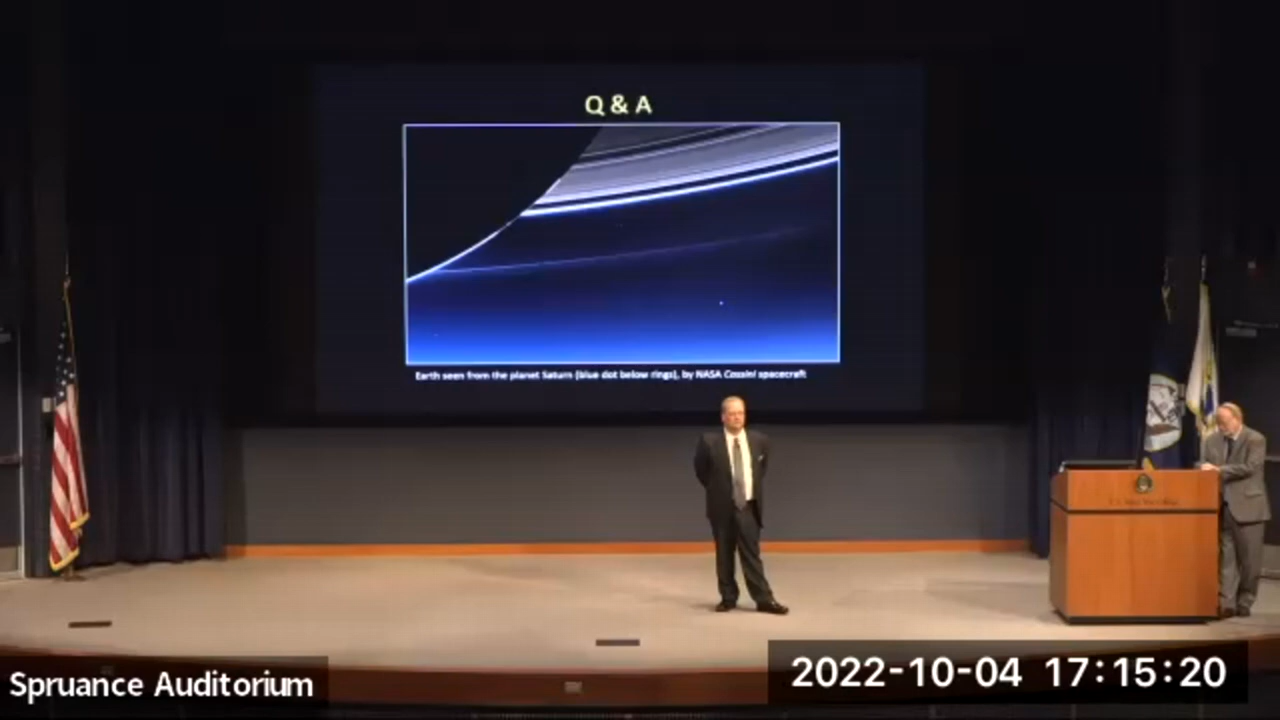 Q & A
Earth seen from the planet Saturn (blue dot below rings), by NASA Cassini spacecraft
Spruance Auditorium
2022-10-04 17:15:20